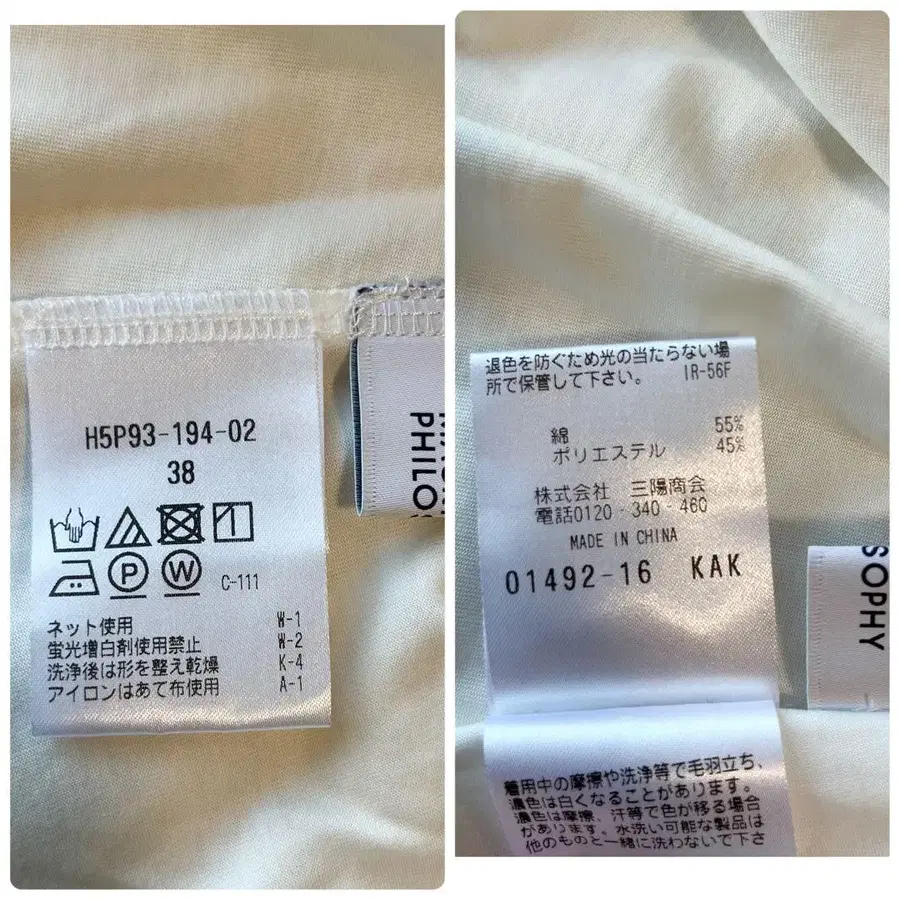 H5P93-194-02
38
P W C-111
ネット使用 W-1
蛍光増白剤使用禁止 W-2
洗浄後は形を整え乾燥 K-4
アイロンはあて布使用 A-1
PHILOS
退色を防ぐため光の当たらない場
所で保管して下さい。 IR-56F
綿 55%
ポリエステル 45%
株式会社 三陽商会
電話0120-340-460
MADE IN CHINA
01492-16 KAK
SOPHY
着用中の摩擦や洗浄等で毛羽立ち、
濃色は白くなることがあります。
濃色は摩擦、汗等で色が移る場合
があります。水洗い可能な製品は
他のものと一緒に洗わないで下さ